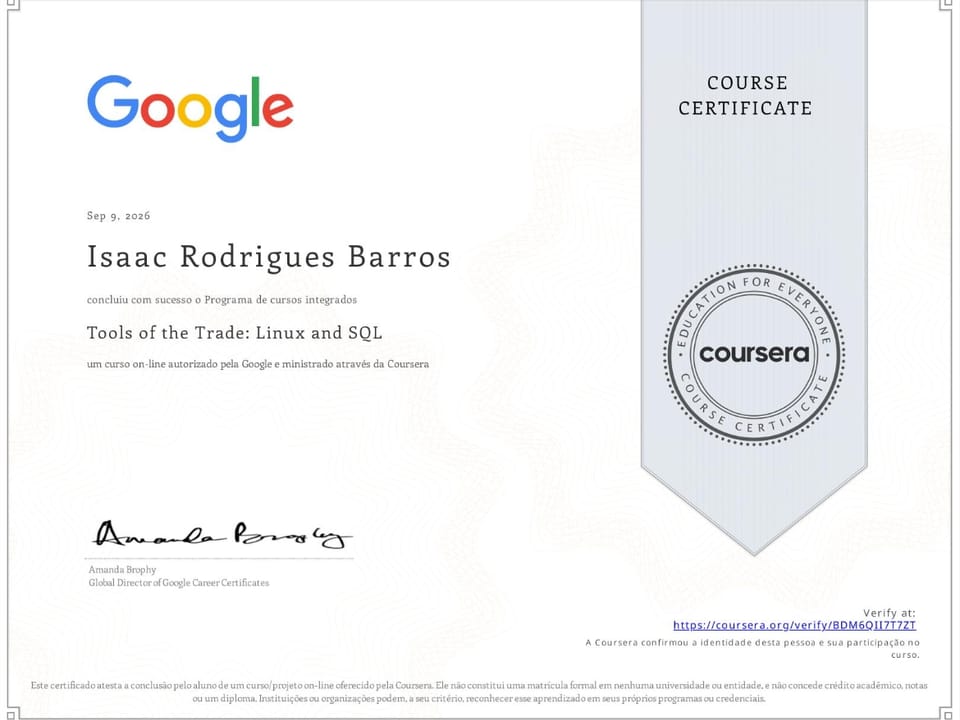 Google
COURSE
CERTIFICATE
Sep 9, 2026
Isaac Rodrigues Barros
concluiu com sucesso o Programa de cursos integrados
Tools of the Trade: Linux and SQL
um curso on-line autorizado pela Google e ministrado através da Coursera
EDUCATION FOR EVERYONE
coursera
COURSE CERTIFICATE
Amanda Brophy
Amanda Brophy
Global Director of Google Career Certificates
Verify at:
https://coursera.org/verify/BDM6QII7T7ZT
A Coursera confirmou a identidade desta pessoa e sua participação no
curso.
Este certificado atesta a conclusão pelo aluno de um curso/projeto on-line oferecido pela Coursera. Ele não constitui uma matrícula formal em nenhuma universidade ou entidade, e não concede crédito acadêmico, notas
ou um diploma. Instituições ou organizações podem, a seu critério, reconhecer esse aprendizado em seus próprios programas ou credenciais.